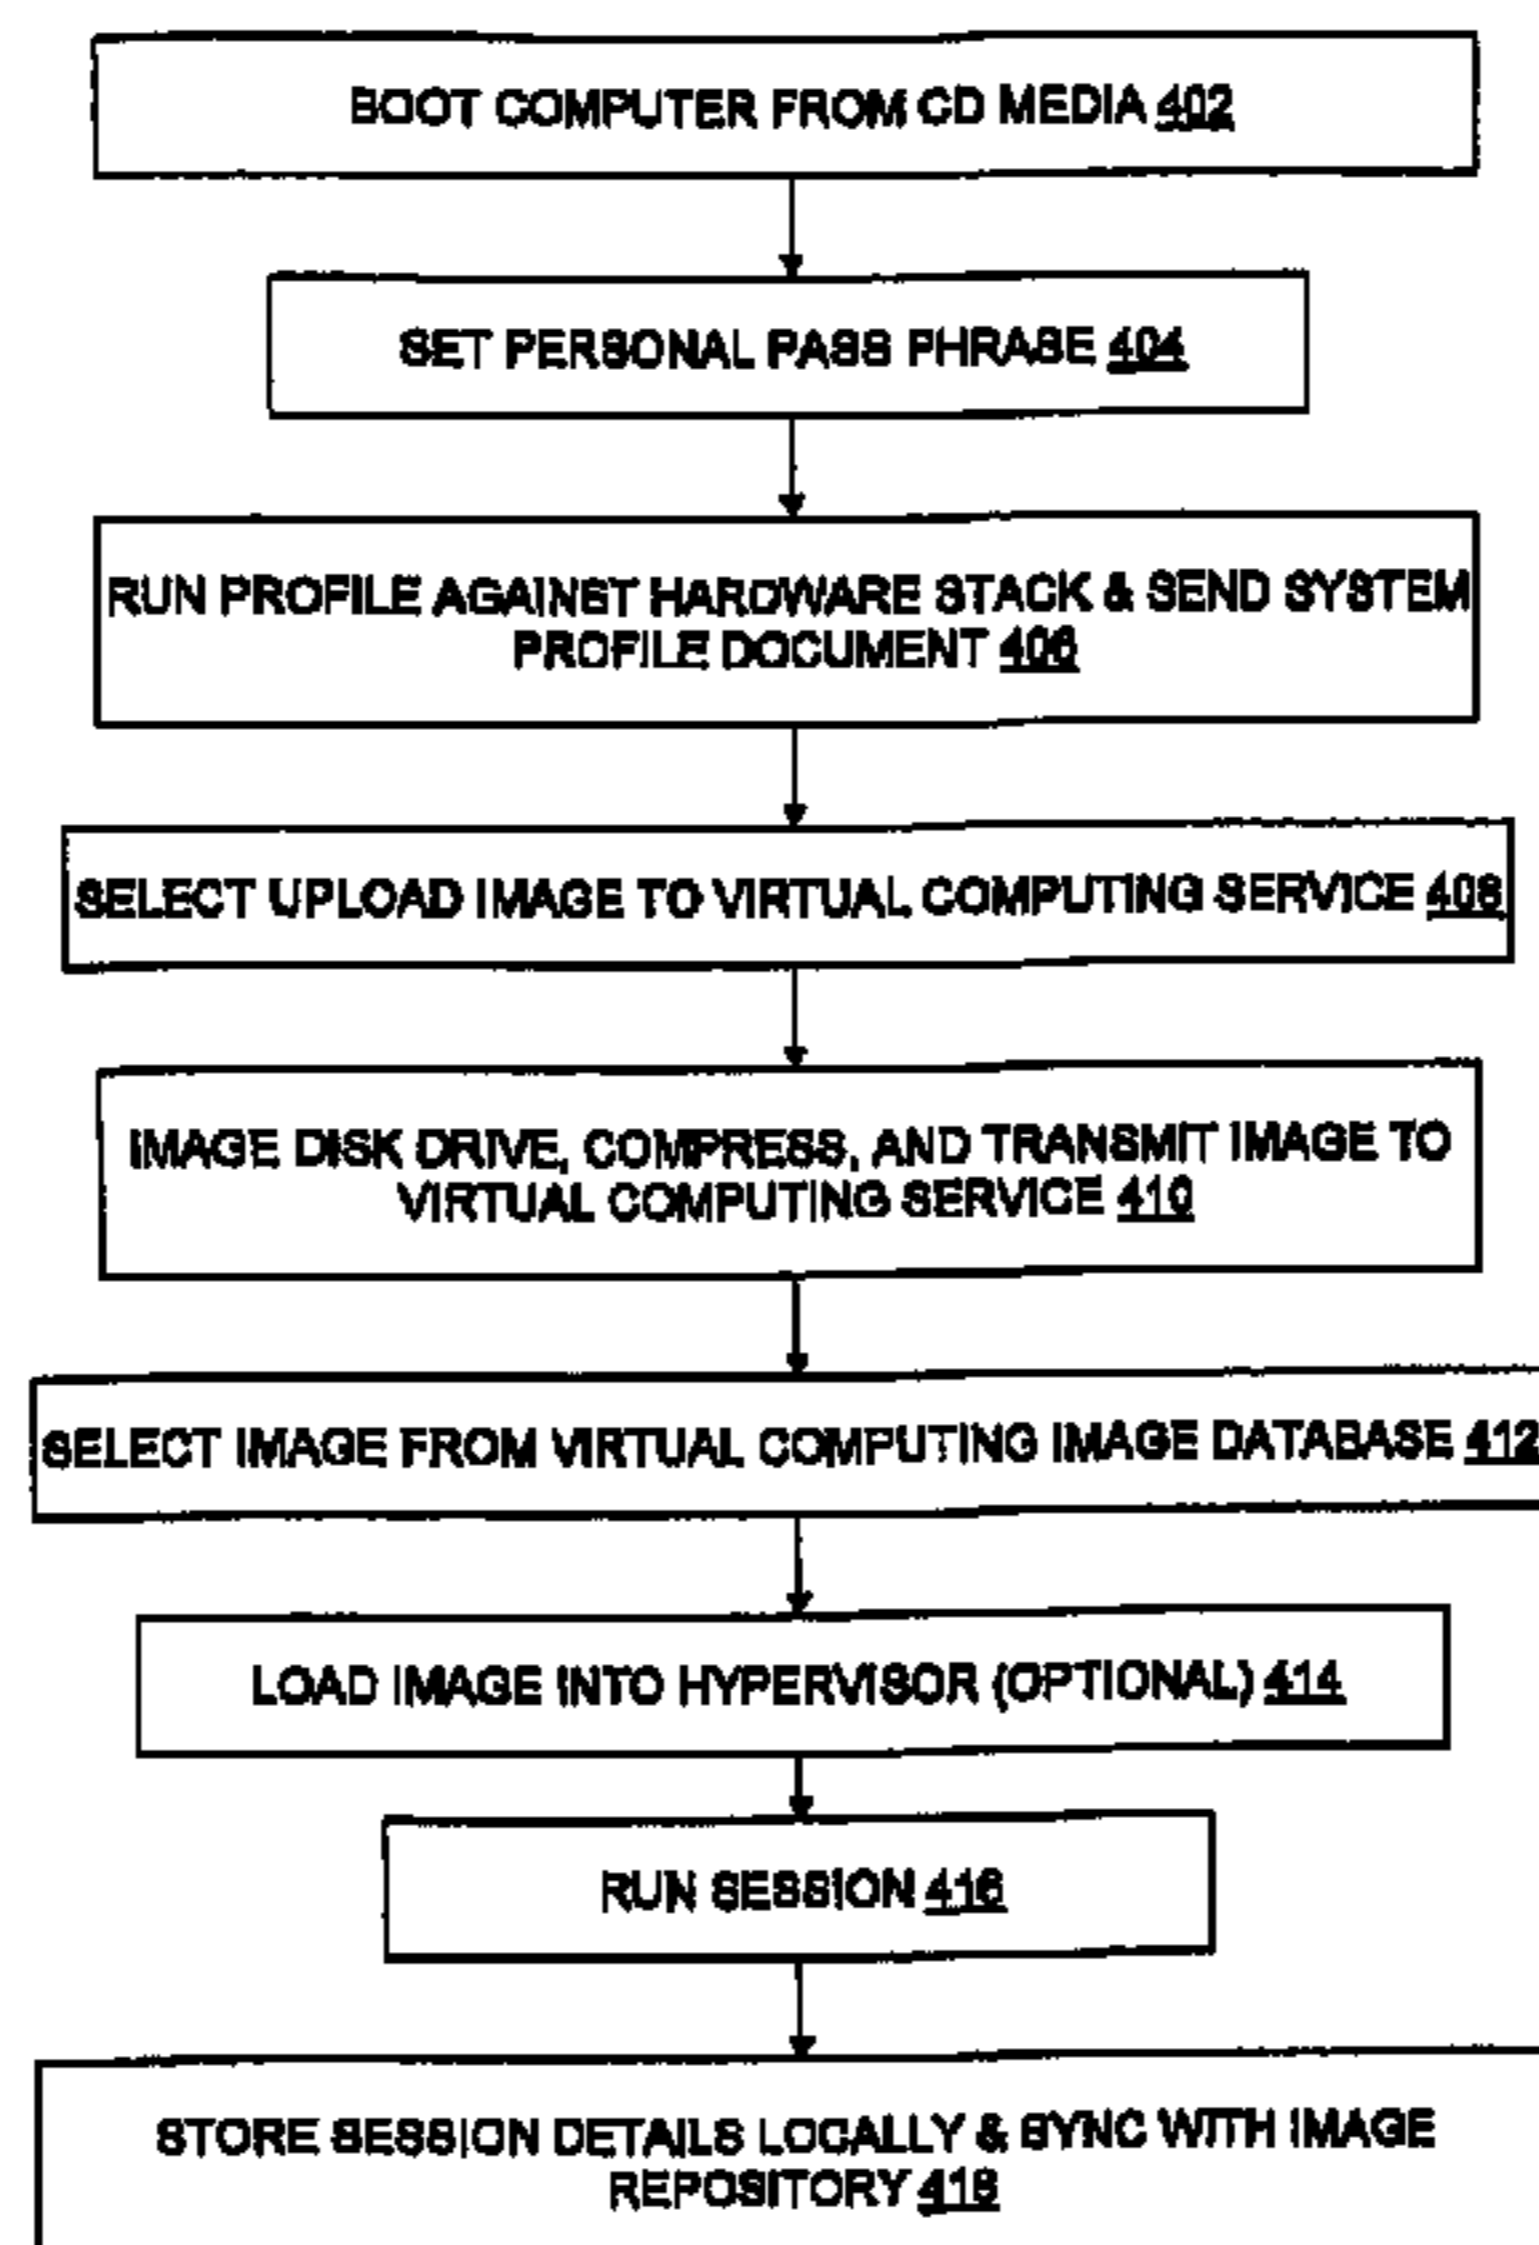 BOOT COMPUTER FROM CD MEDIA 402
SET PERSONAL PASS PHRASE 404
RUN PROFILE AGAINST HARDWARE STACK & SEND SYSTEM
PROFILE DOCUMENT 406
SELECT UPLOAD IMAGE TO VIRTUAL COMPUTING SERVICE 408
IMAGE DISK DRIVE, COMPRESS, AND TRANSMIT IMAGE TO
VIRTUAL COMPUTING SERVICE 410
SELECT IMAGE FROM VIRTUAL COMPUTING IMAGE DATABASE 412
LOAD IMAGE INTO HYPERVISOR (OPTIONAL) 414
RUN SESSION 416
STORE SESSION DETAILS LOCALLY & SYNC WITH IMAGE
REPOSITORY 418